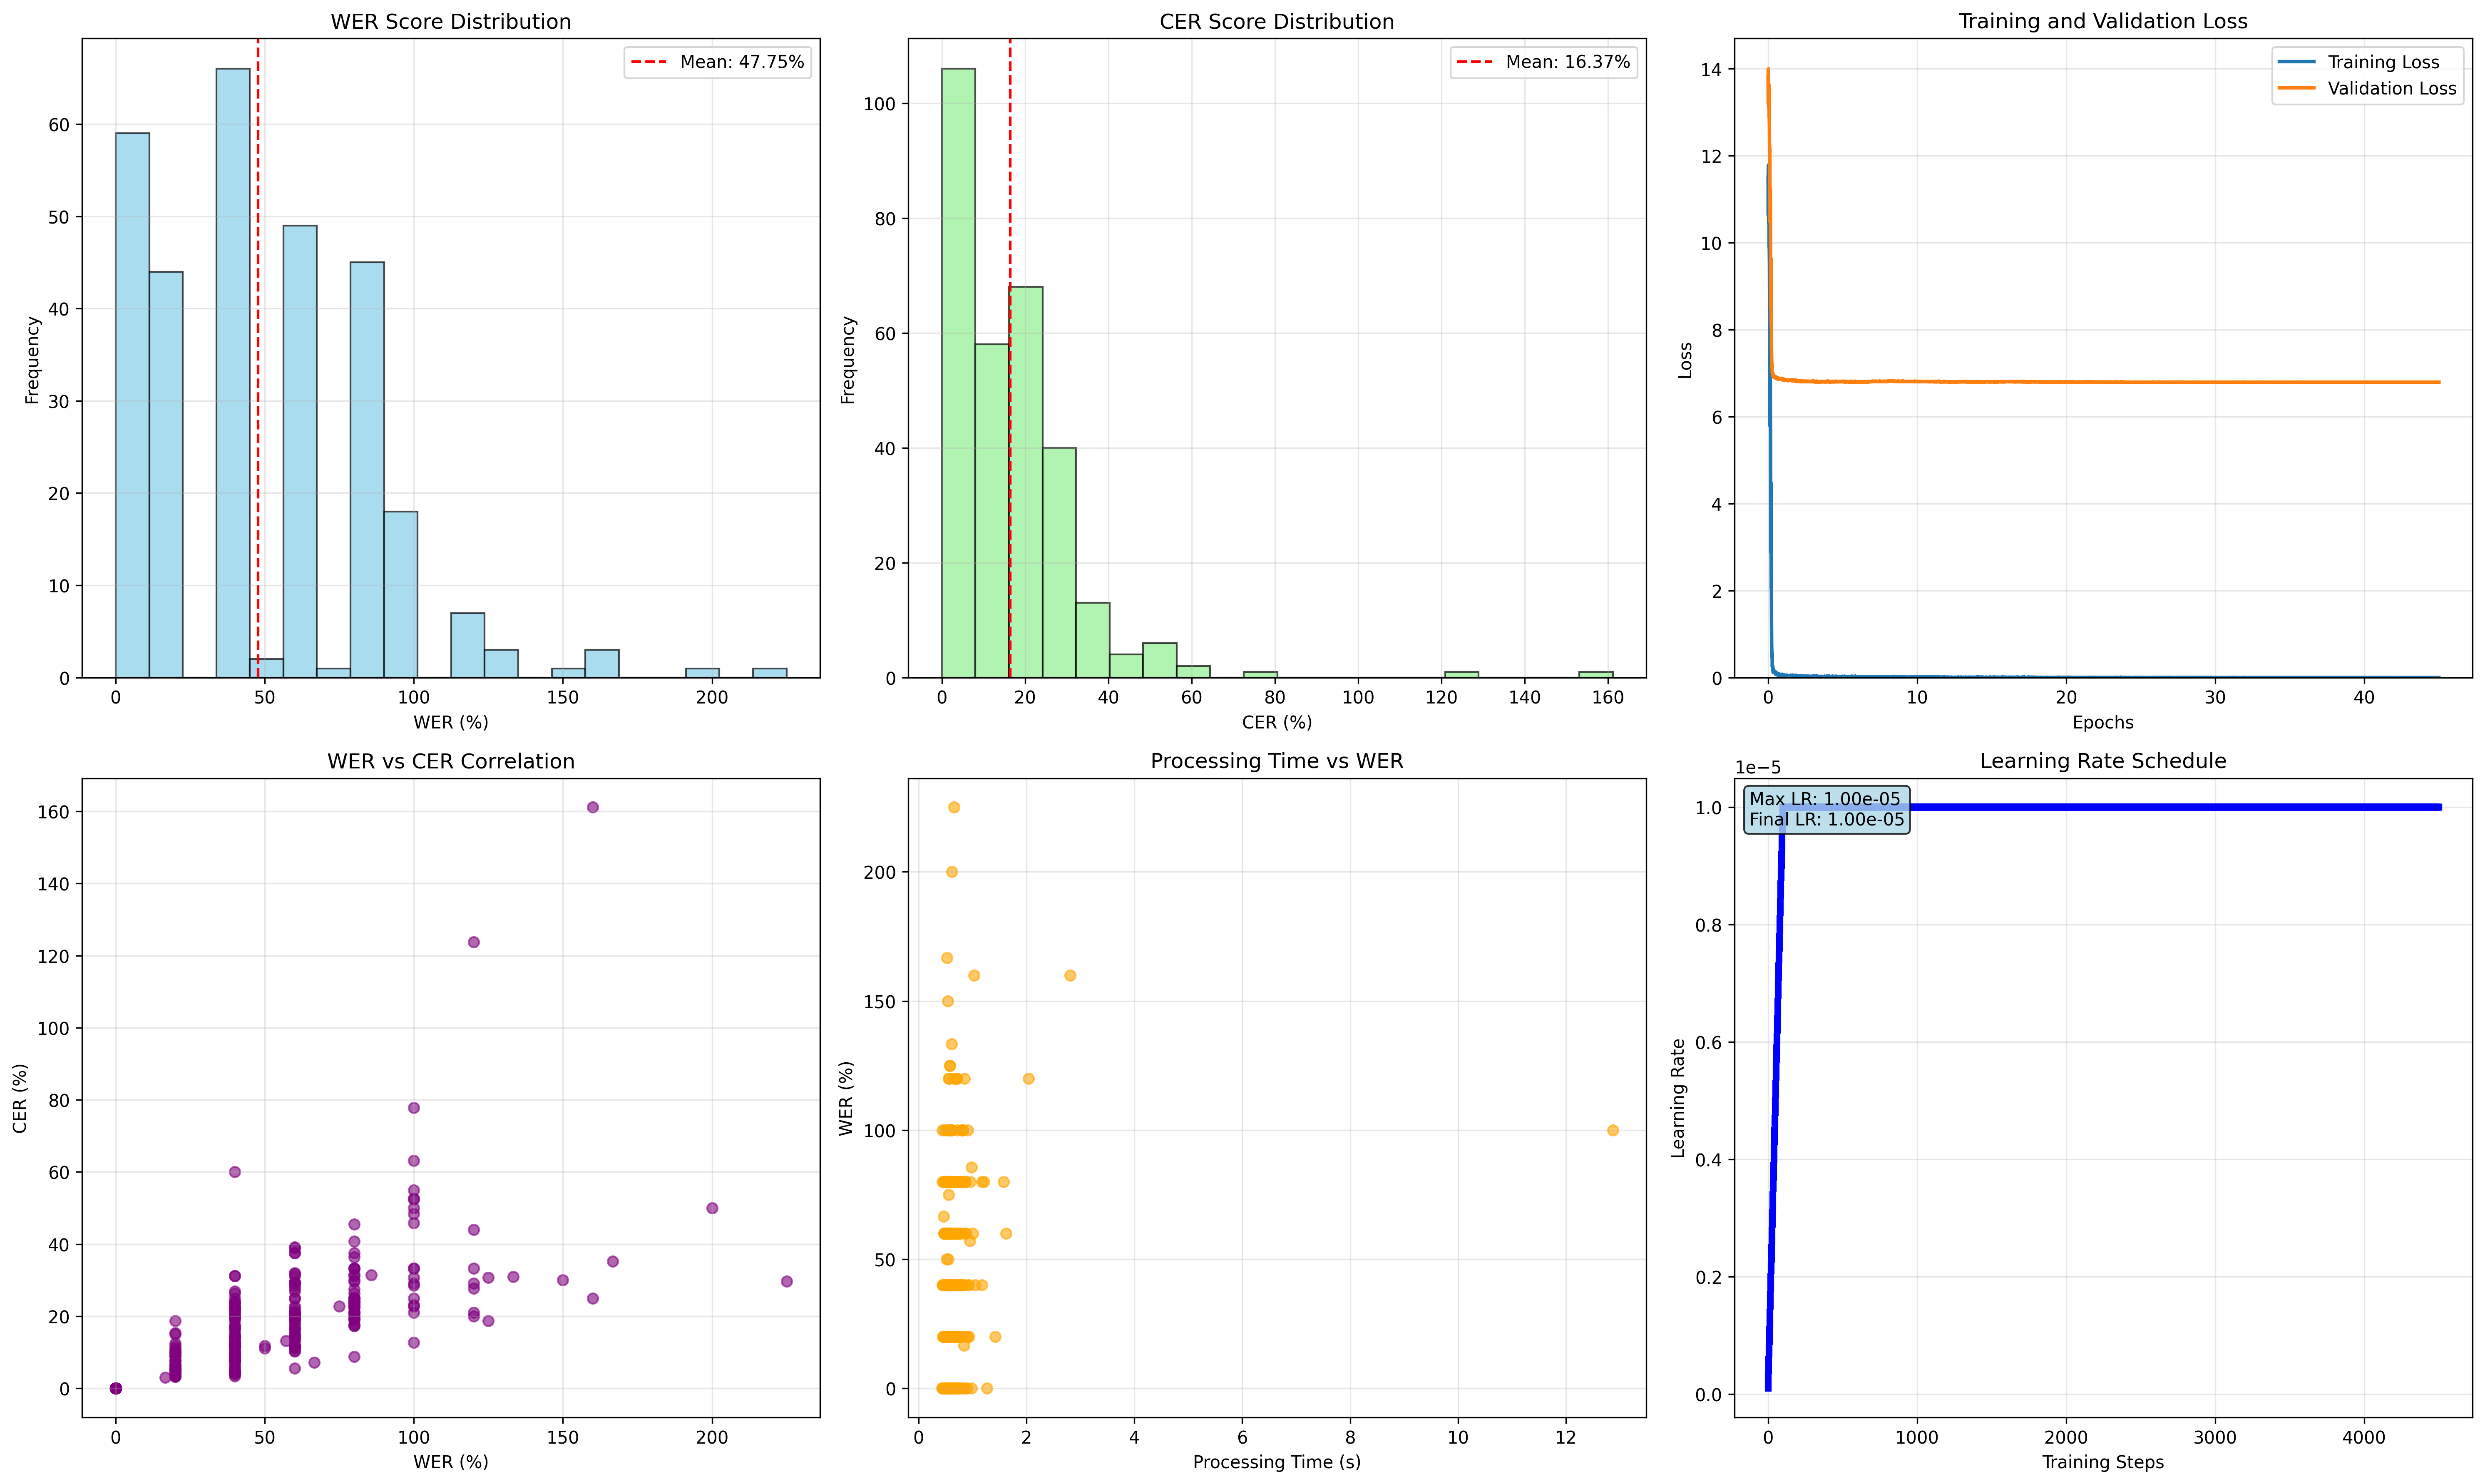 WER Score Distribution
Mean: 47.75%
Frequency
60
50
40
30
20
10
0
0 50 100 150 200
WER (%)
CER Score Distribution
Mean: 16.37%
Frequency
100
80
60
40
20
0
0 20 40 60 80 100 120 140 160
CER (%)
Training and Validation Loss
Training Loss
Validation Loss
Loss
14
12
10
8
6
4
2
0
0 10 20 30 40
Epochs
WER vs CER Correlation
CER (%)
160
140
120
100
80
60
40
20
0
0 50 100 150 200
WER (%)
Processing Time vs WER
WER (%)
200
150
100
50
0
0 2 4 6 8 10 12
Processing Time (s)
Learning Rate Schedule
1e−5
Max LR: 1.00e-05
Final LR: 1.00e-05
Learning Rate
1.0
0.8
0.6
0.4
0.2
0.0
0 1000 2000 3000 4000
Training Steps